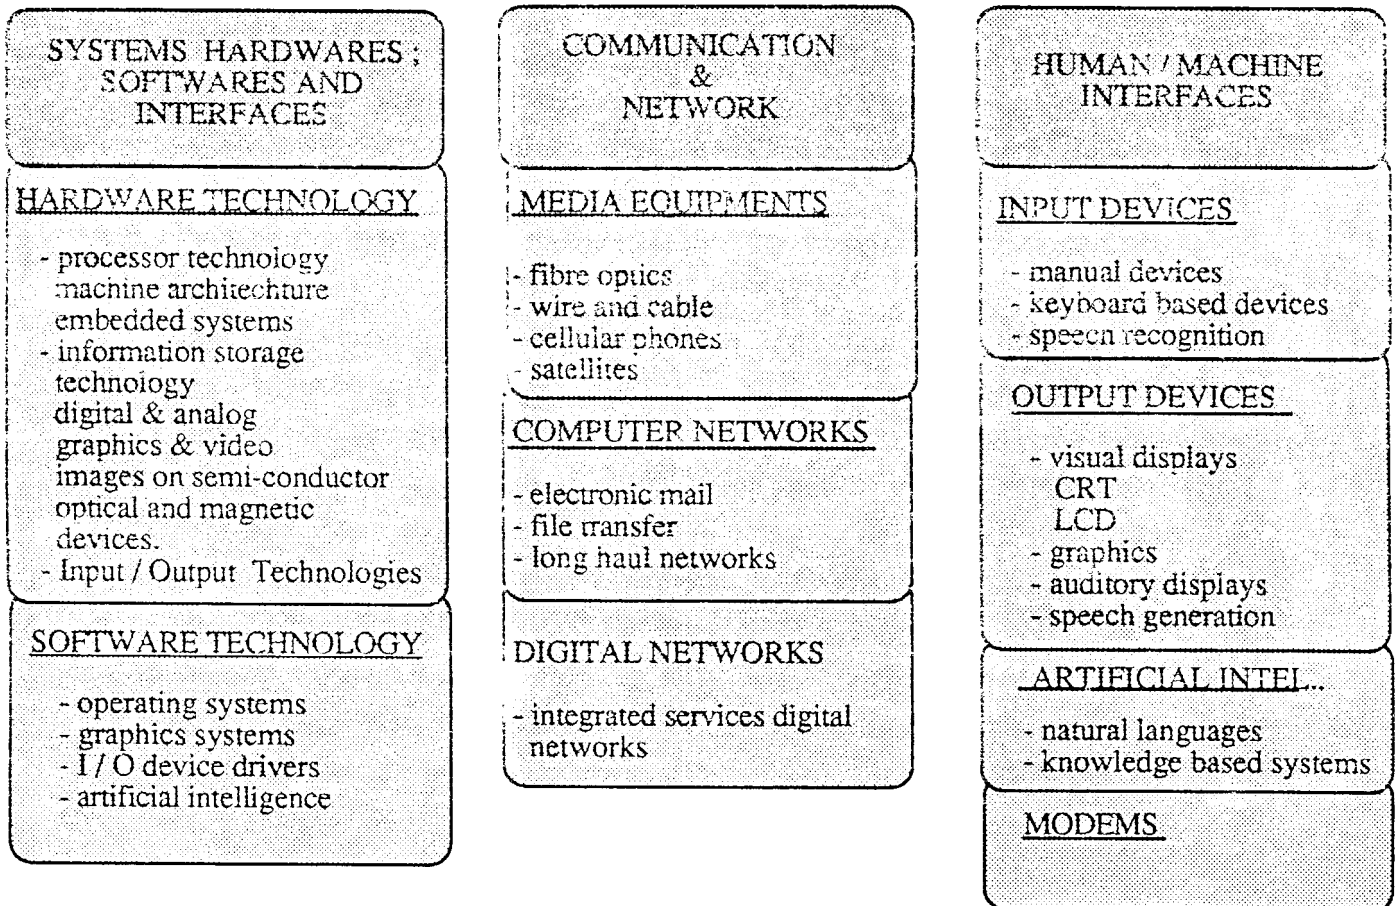 SYSTEMS HARDWARES ;
SOFTWARES AND
INTERFACES
HARDWARE TECHNOLOGY
- processor technology
machine architechture
embedded systems
- information storage
technology
digital & analog
graphics & video
images on semi-conductor
optical and magnetic
devices.
- Input / Output Technologies
SOFTWARE TECHNOLOGY
- operating systems
- graphics systems
- I / O device drivers
- artificial intelligence
COMMUNICATION
&
NETWORK
MEDIA EQUIPMENTS
- fibre optics
- wire and cable
- cellular phones
- satellites
COMPUTER NETWORKS
- electronic mail
- file transfer
- long haul networks
DIGITAL NETWORKS
- integrated services digital
networks
HUMAN / MACHINE
INTERFACES
INPUT DEVICES
- manual devices
- keyboard based devices
- speech recognition
OUTPUT DEVICES
- visual displays
CRT
LCD
- graphics
- auditory displays
- speech generation
ARTIFICIAL INTEL..
- natural languages
- knowledge based systems
MODEMS